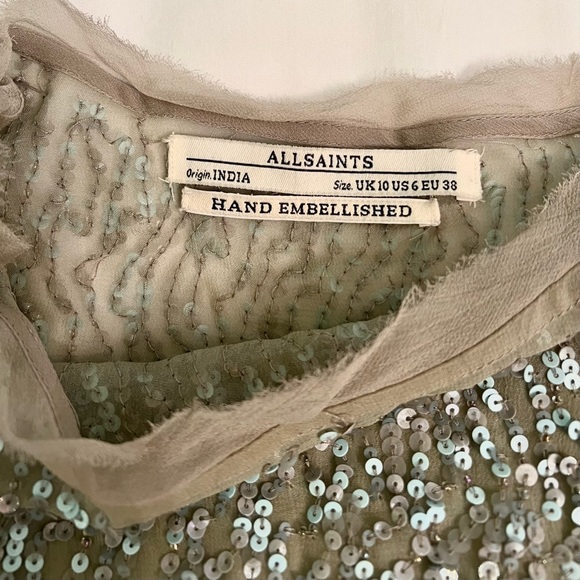 ALLSAINTS
Origin. INDIA Size. UK 10 US 6 EU 38
HAND EMBELLISHED